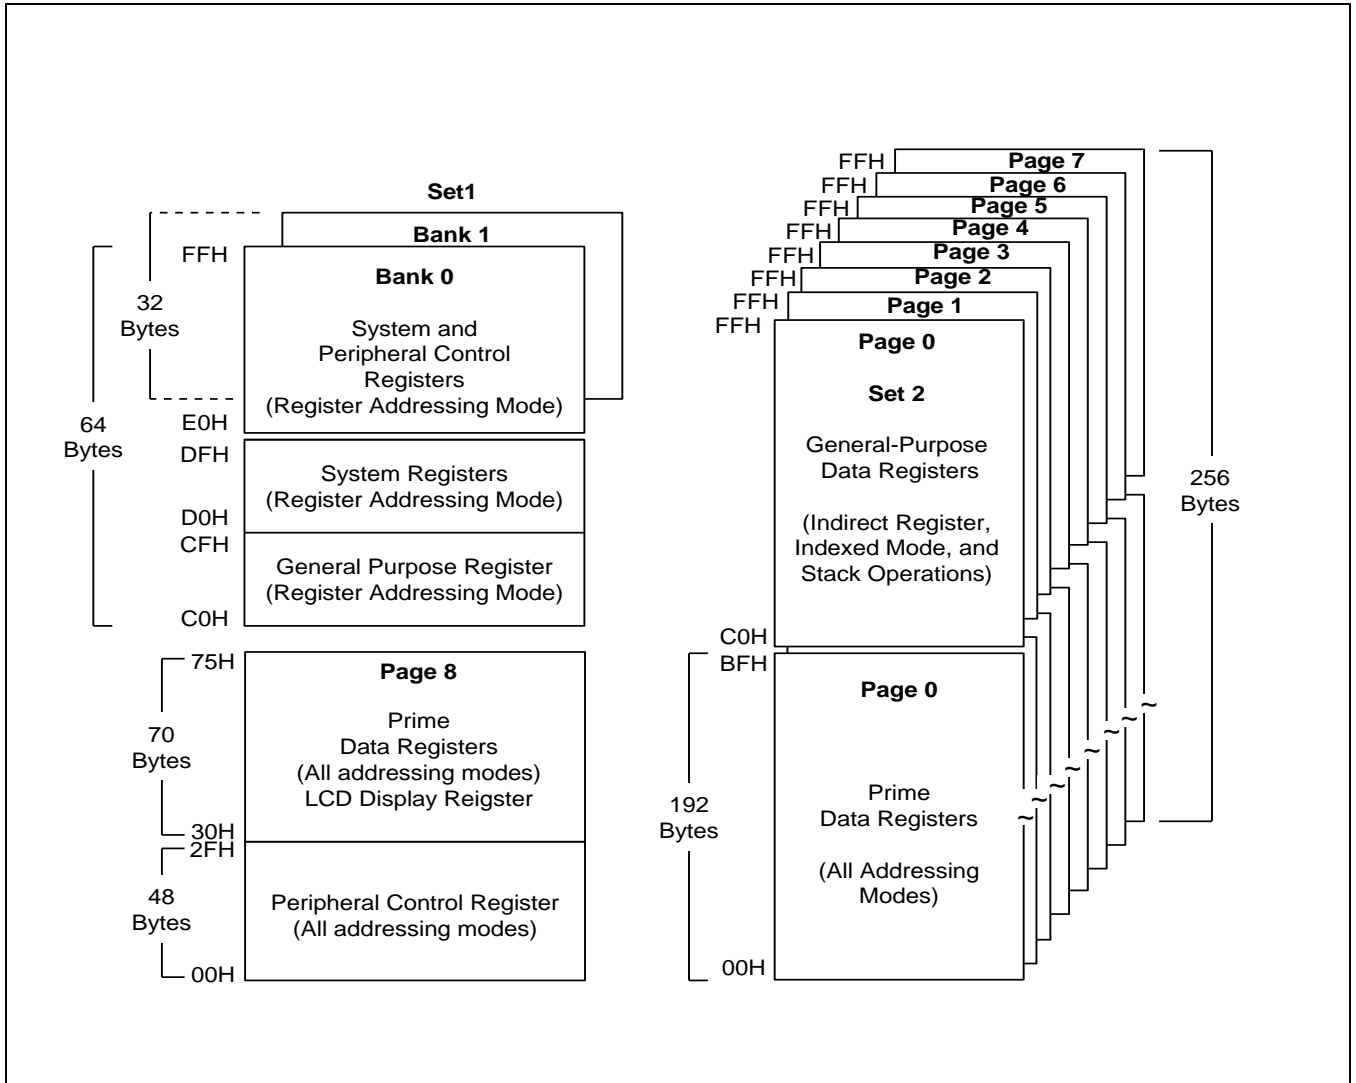 Set1
Bank 1
FFH
Bank 0
32
Bytes
System and
Peripheral Control
Registers
(Register Addressing Mode)
E0H
64
Bytes
DFH
System Registers
(Register Addressing Mode)
D0H
CFH
General Purpose Register
(Register Addressing Mode)
C0H
75H
Page 8
Prime
Data Registers
(All addressing modes)
LCD Display Reigster
70
Bytes
30H
2FH
48
Bytes
Peripheral Control Register
(All addressing modes)
00H
FFH
Page 7
FFH
Page 6
FFH
Page 5
FFH
Page 4
FFH
Page 3
FFH
Page 2
FFH
Page 1
FFH
Page 0
Set 2
General-Purpose
Data Registers
(Indirect Register,
Indexed Mode, and
Stack Operations)
256
Bytes
C0H
BFH
Page 0
192
Bytes
Prime
Data Registers
(All Addressing
Modes)
00H